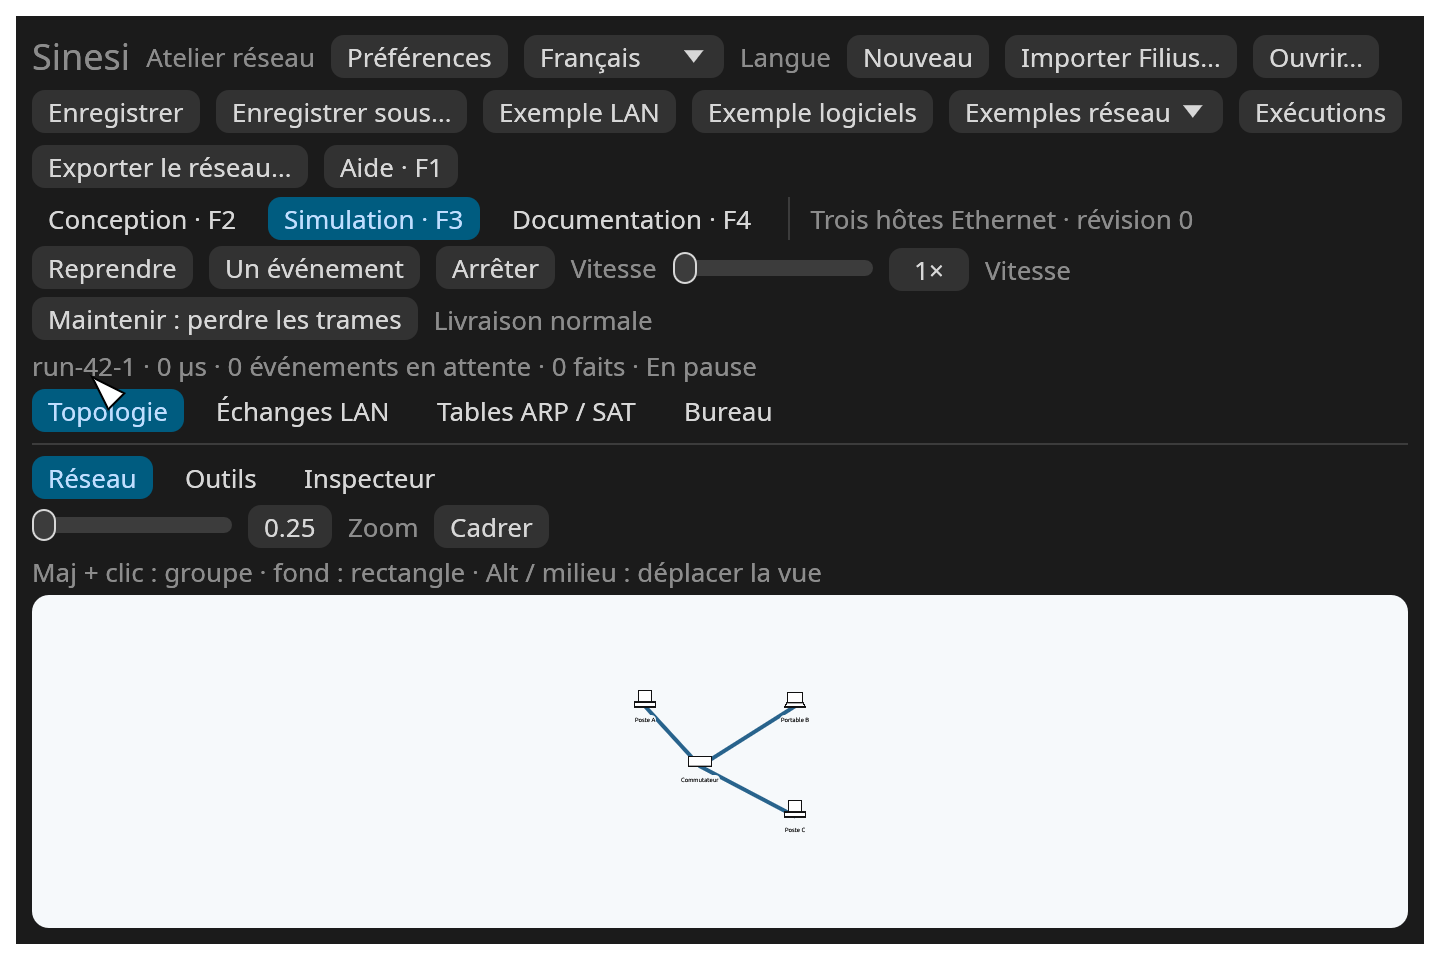 Sinesi Atelier réseau Préférences Français Langue Nouveau Importer Filius... Ouvrir...
Enregistrer Enregistrer sous... Exemple LAN Exemple logiciels Exemples réseau Exécutions
Exporter le réseau... Aide · F1
Conception · F2 Simulation · F3 Documentation · F4 Trois hôtes Ethernet · révision 0
Reprendre Un événement Arrêter Vitesse 1× Vitesse
Maintenir : perdre les trames Livraison normale
run-42-1 · 0 µs · 0 événements en attente · 0 faits · En pause
Topologie Échanges LAN Tables ARP / SAT Bureau
Réseau Outils Inspecteur
0.25 Zoom Cadrer
Maj + clic : groupe · fond : rectangle · Alt / milieu : déplacer la vue
Poste A Portable B
Commutateur
Poste C